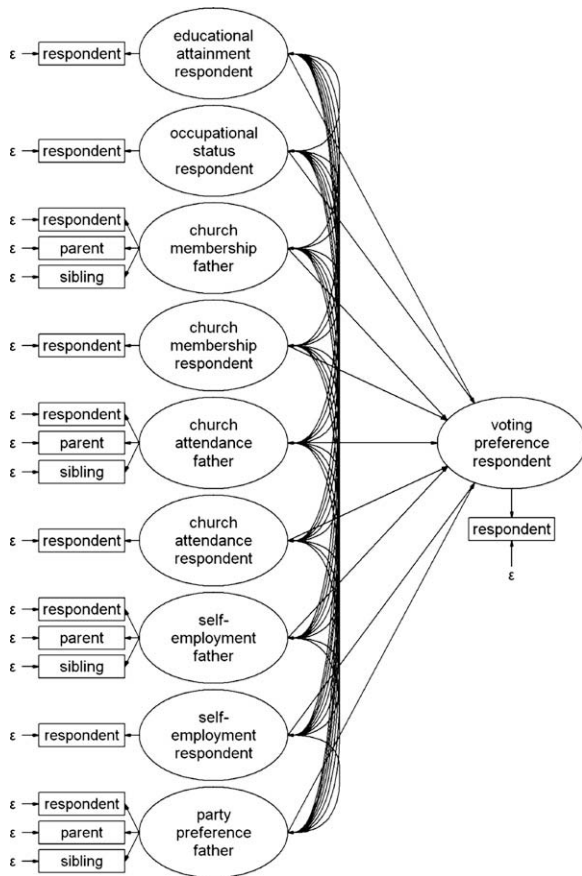 educational
attainment
respondent
ε respondent
occupational
status
respondent
ε respondent
church
membership
father
ε respondent
ε parent
ε sibling
church
membership
respondent
ε respondent
church
attendance
father
ε respondent
ε parent
ε sibling
church
attendance
respondent
ε respondent
self-
employment
father
ε respondent
ε parent
ε sibling
self-
employment
respondent
ε respondent
party
preference
father
ε respondent
ε parent
ε sibling
voting
preference
respondent
respondent
ε